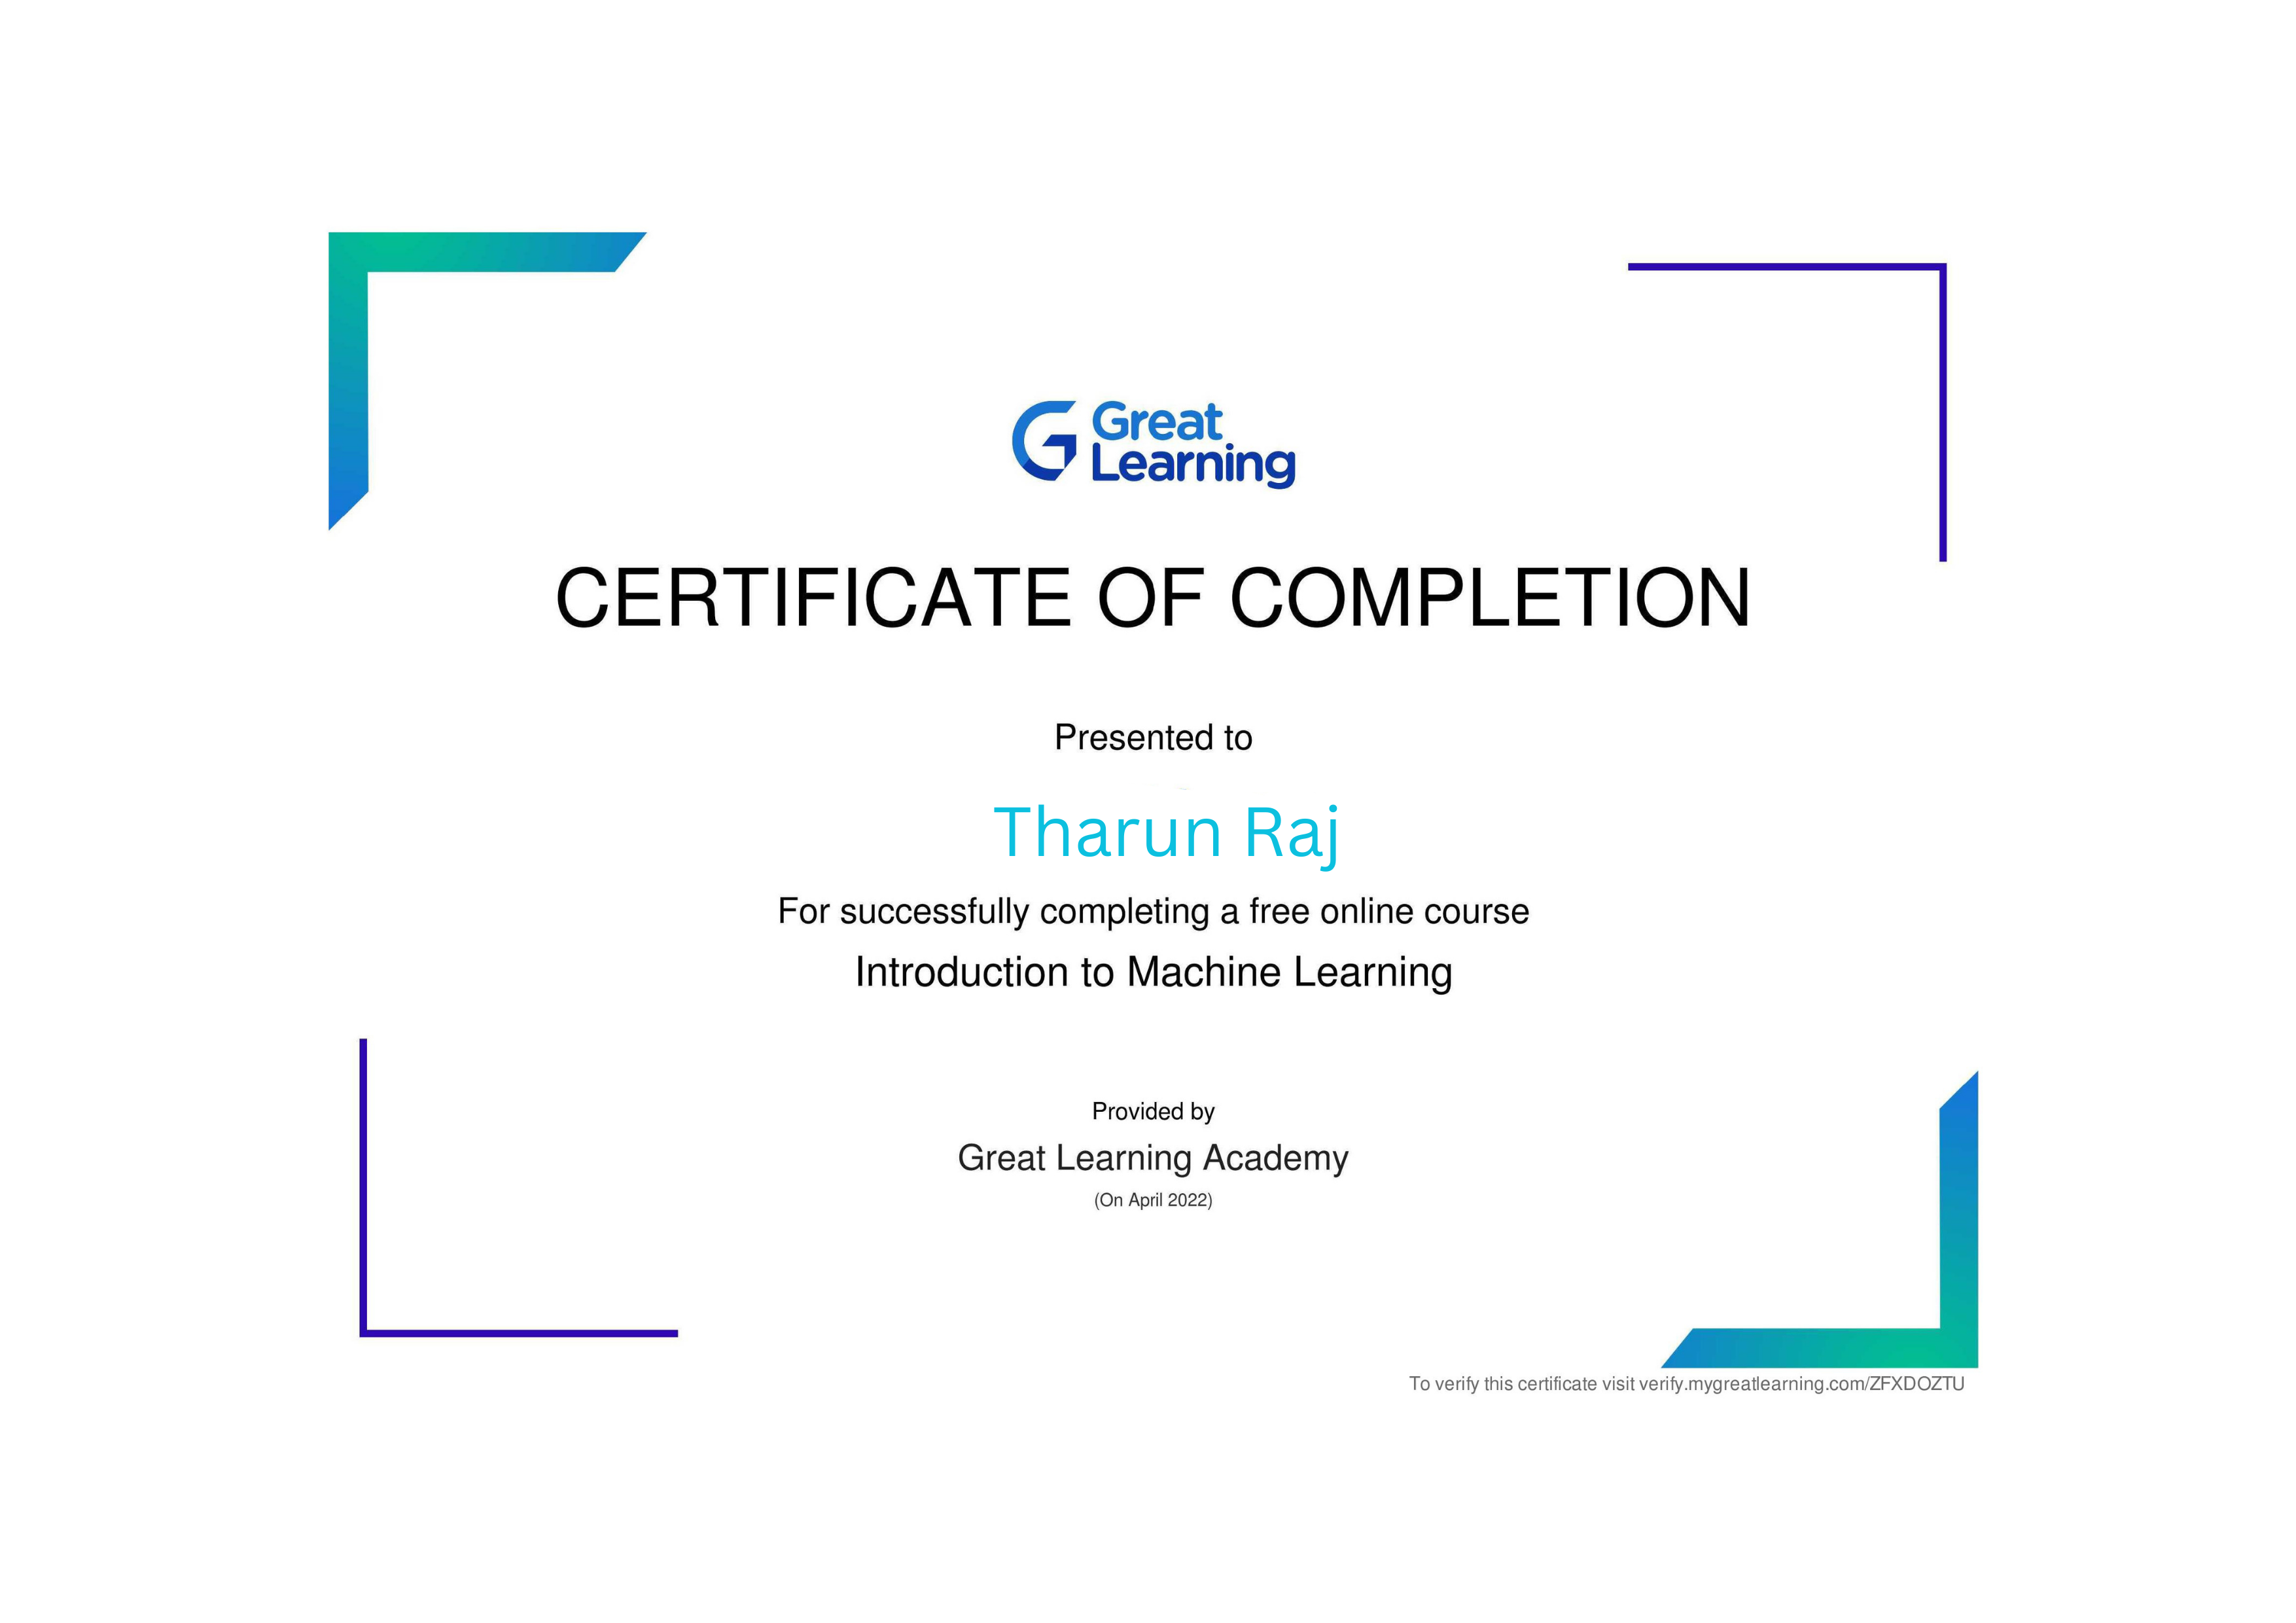 Great
Learning
CERTIFICATE OF COMPLETION
Presented to
Tharun Raj
For successfully completing a free online course
Introduction to Machine Learning
Provided by
Great Learning Academy
(On April 2022)
To verify this certificate visit verify.mygreatlearning.com/ZFXDOZTU